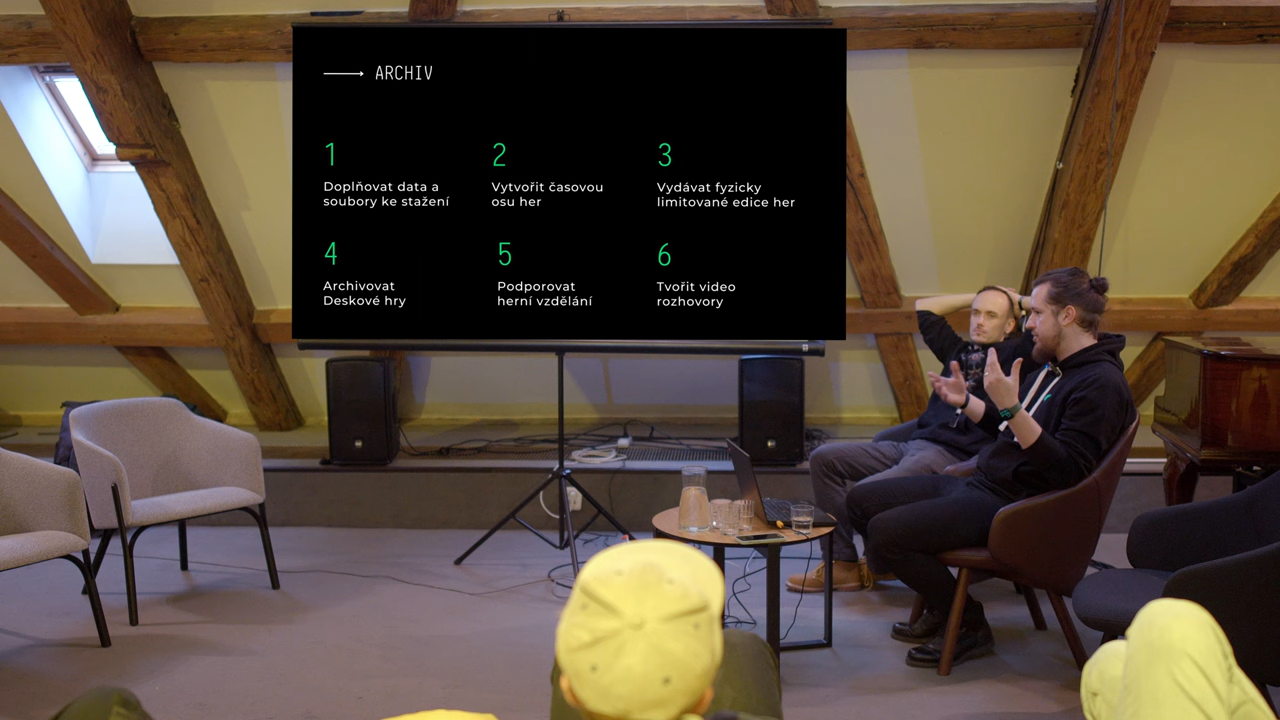 ARCHIV
1
Doplňovat data a
soubory ke stažení
2
Vytvořit časovou
osu her
3
Vydávat fyzicky
limitované edice her
4
Archivovat
Deskové hry
5
Podporovat
herní vzdělání
6
Tvořit video
rozhovory